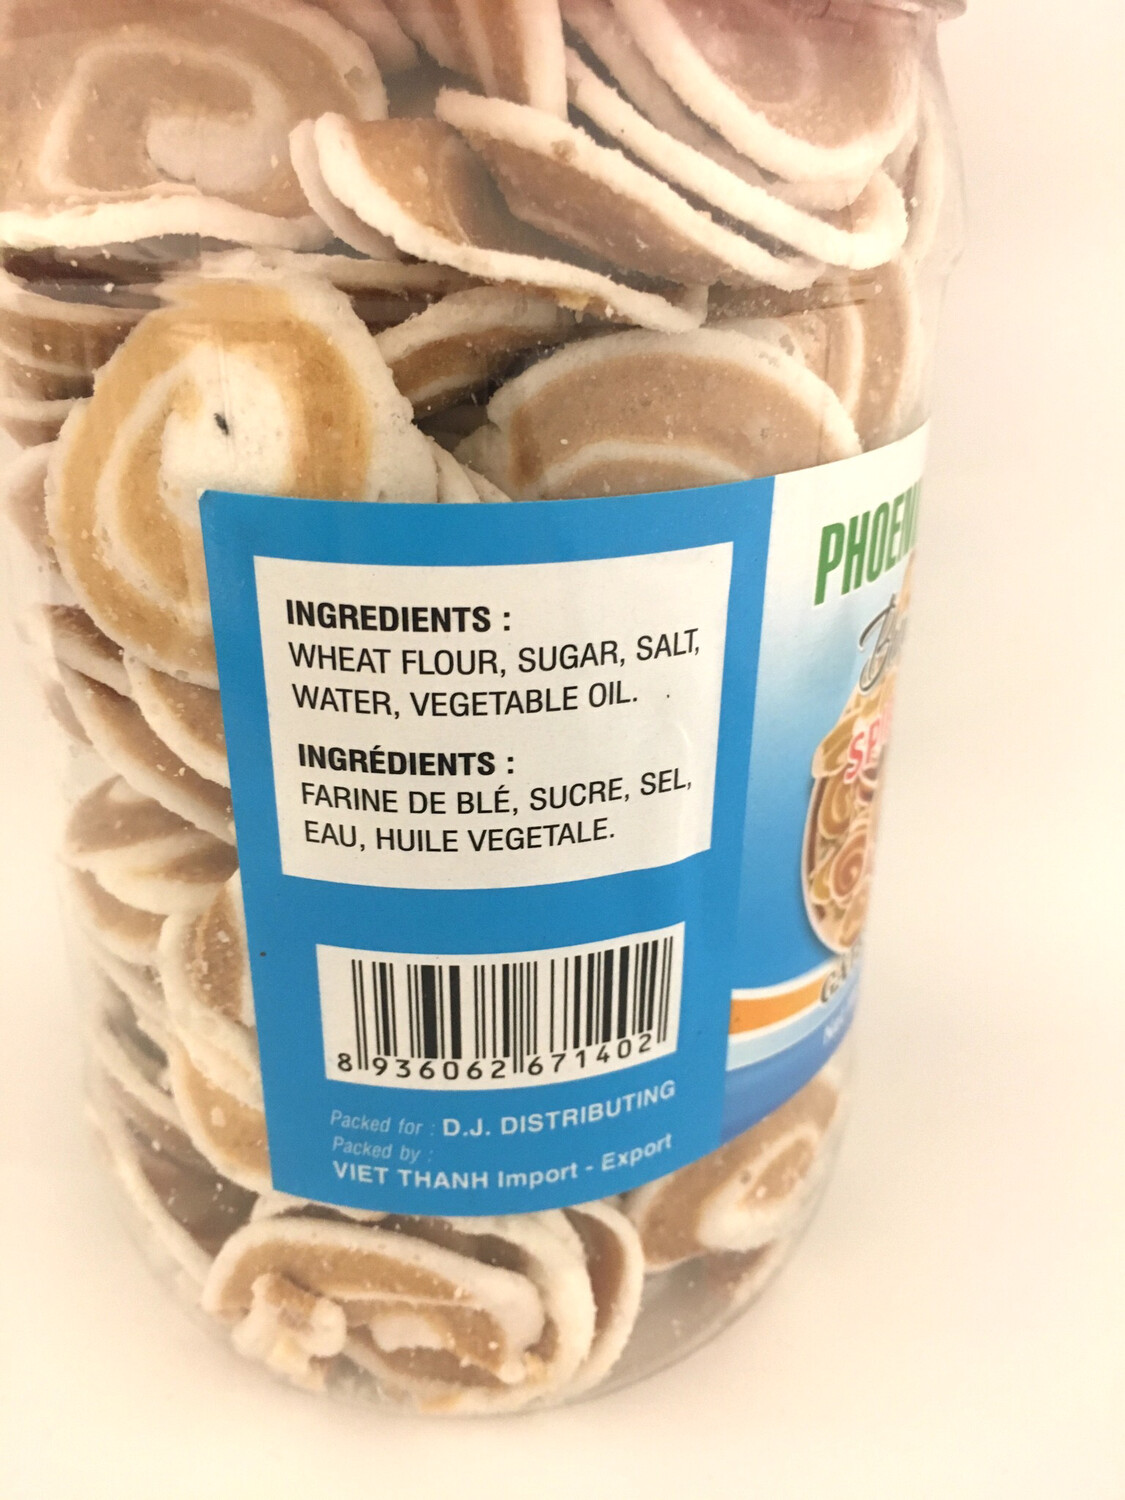 INGREDIENTS :
WHEAT FLOUR, SUGAR, SALT,
WATER, VEGETABLE OIL.
INGRÉDIENTS :
FARINE DE BLÉ, SUCRE, SEL,
EAU, HUILE VEGETALE.
8 936062 671402
Packed for : D.J. DISTRIBUTING
Packed by :
VIET THANH Import - Export